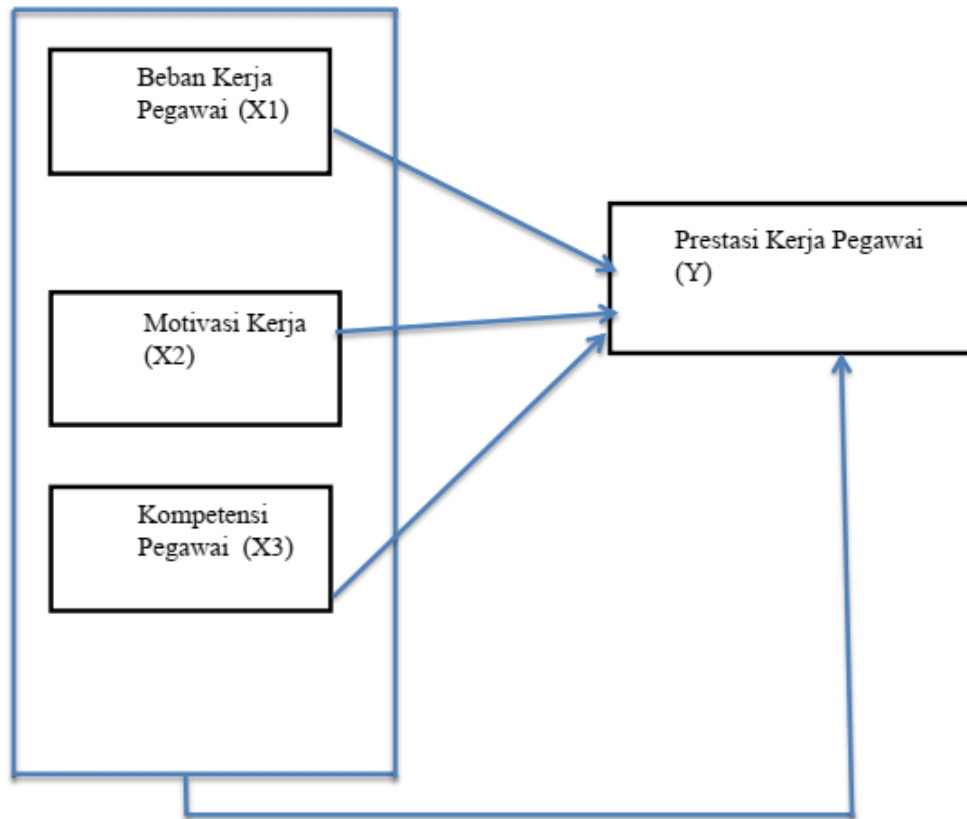 Beban Kerja
Pegawai (X1)
Prestasi Kerja Pegawai
(Y)
Motivasi Kerja
(X2)
Kompetensi
Pegawai (X3)